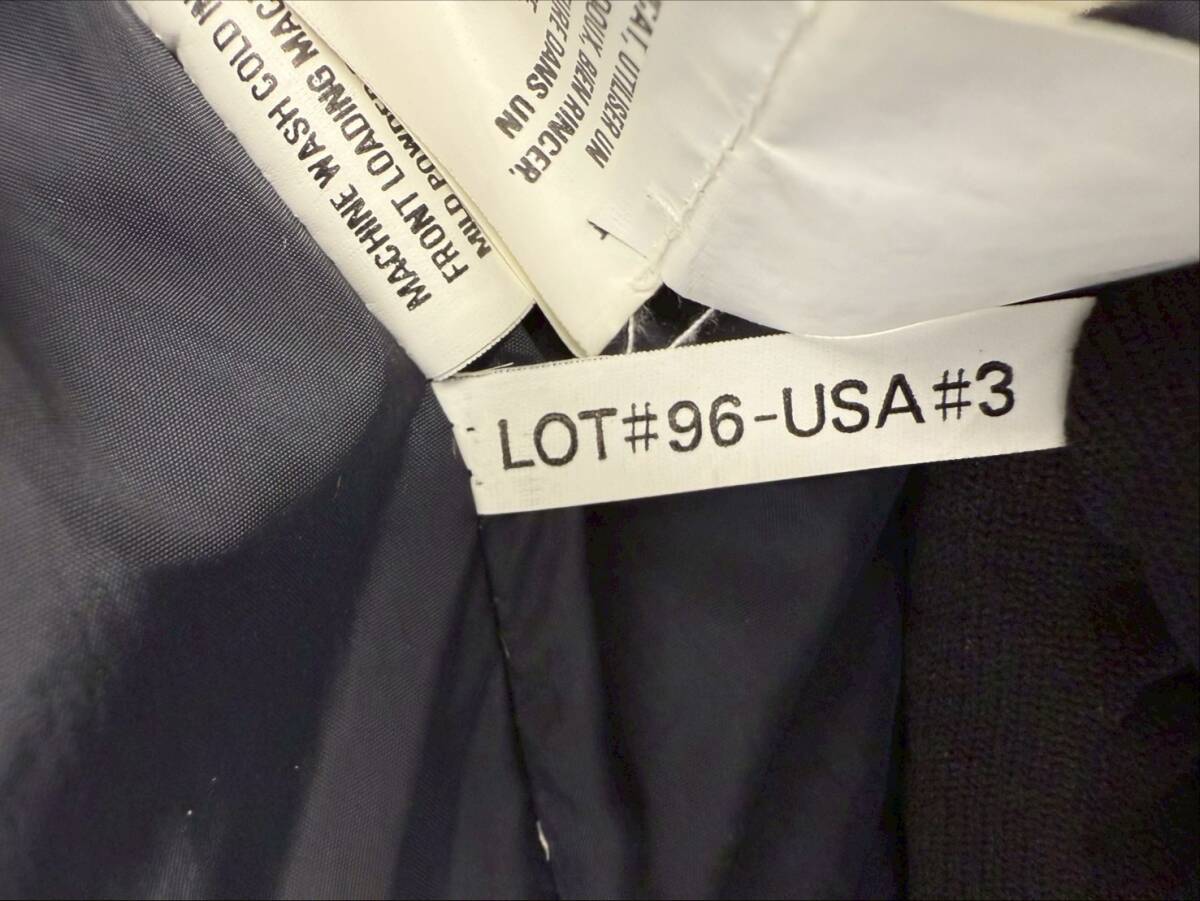 MACHINE WASH COLD IN
FRONT LOADING MAC
MILD POWDE
DANS UN
DOUX, BIEN RINCER,
UTILISER UN
LOT#96-USA#3